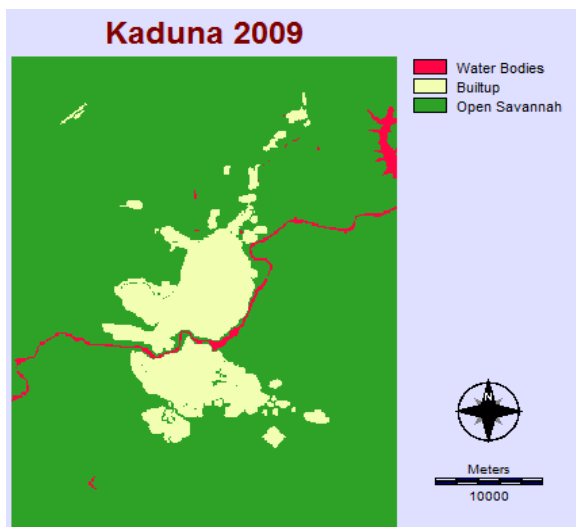 Kaduna 2009
Water Bodies
Builtup
Open Savannah
N
Meters
10000